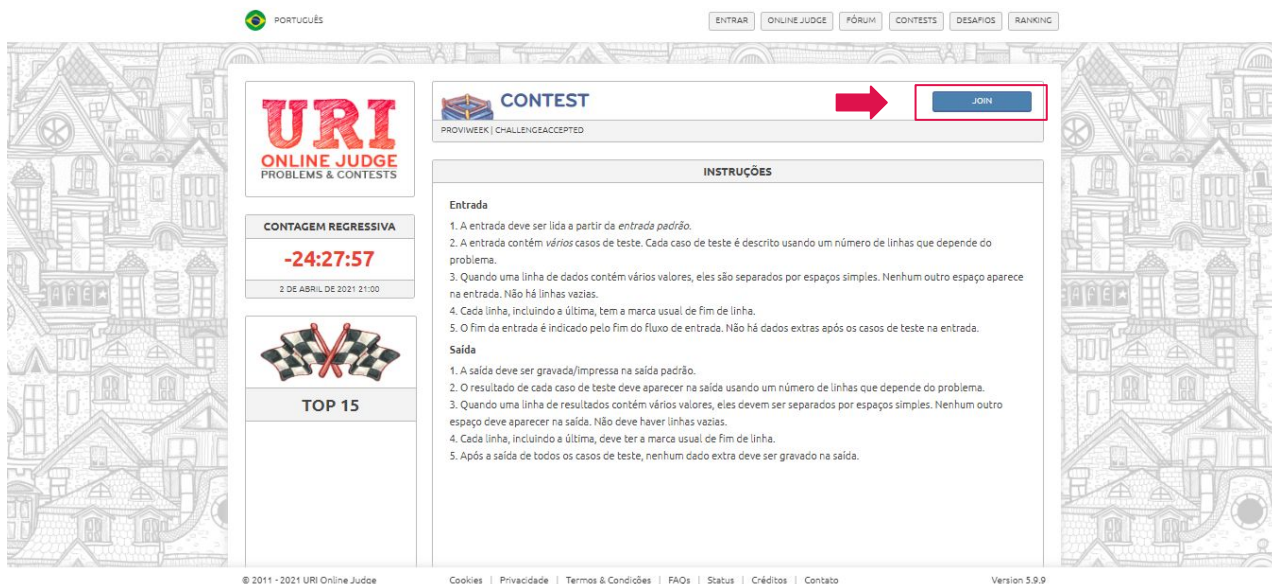 PORTUGUÊS
ENTRAR
ONLINE JUDGE
FÓRUM
CONTESTS
DESAFIOS
RANKING
URI
ONLINE JUDGE
PROBLEMS & CONTESTS
CONTEST
JOIN
PROVIWEEK | CHALLENGEACCEPTED
CONTAGEM REGRESSIVA
-24:27:57
2 DE ABRIL DE 2021 21:00
TOP 15
INSTRUÇÕES
Entrada
1. A entrada deve ser lida a partir da entrada padrão.
2. A entrada contém vários casos de teste. Cada caso de teste é descrito usando um número de linhas que depende do
problema.
3. Quando uma linha de dados contém vários valores, eles são separados por espaços simples. Nenhum outro espaço aparece
na entrada. Não há linhas vazias.
4. Cada linha, incluindo a última, tem a marca usual de fim de linha.
5. O fim da entrada é indicado pelo fim do fluxo de entrada. Não há dados extras após os casos de teste na entrada.
Saída
1. A saída deve ser gravada/impressa na saída padrão.
2. O resultado de cada caso de teste deve aparecer na saída usando um número de linhas que depende do problema.
3. Quando uma linha de resultados contém vários valores, eles devem ser separados por espaços simples. Nenhum outro
espaço deve aparecer na saída. Não deve haver linhas vazias.
4. Cada linha, incluindo a última, deve ter a marca usual de fim de linha.
5. Após a saída de todos os casos de teste, nenhum dado extra deve ser gravado na saída.
© 2011 - 2021 URI Online Judge
Cookies | Privacidade | Termos & Condições | FAQs | Status | Créditos | Contato
Version 5.9.9